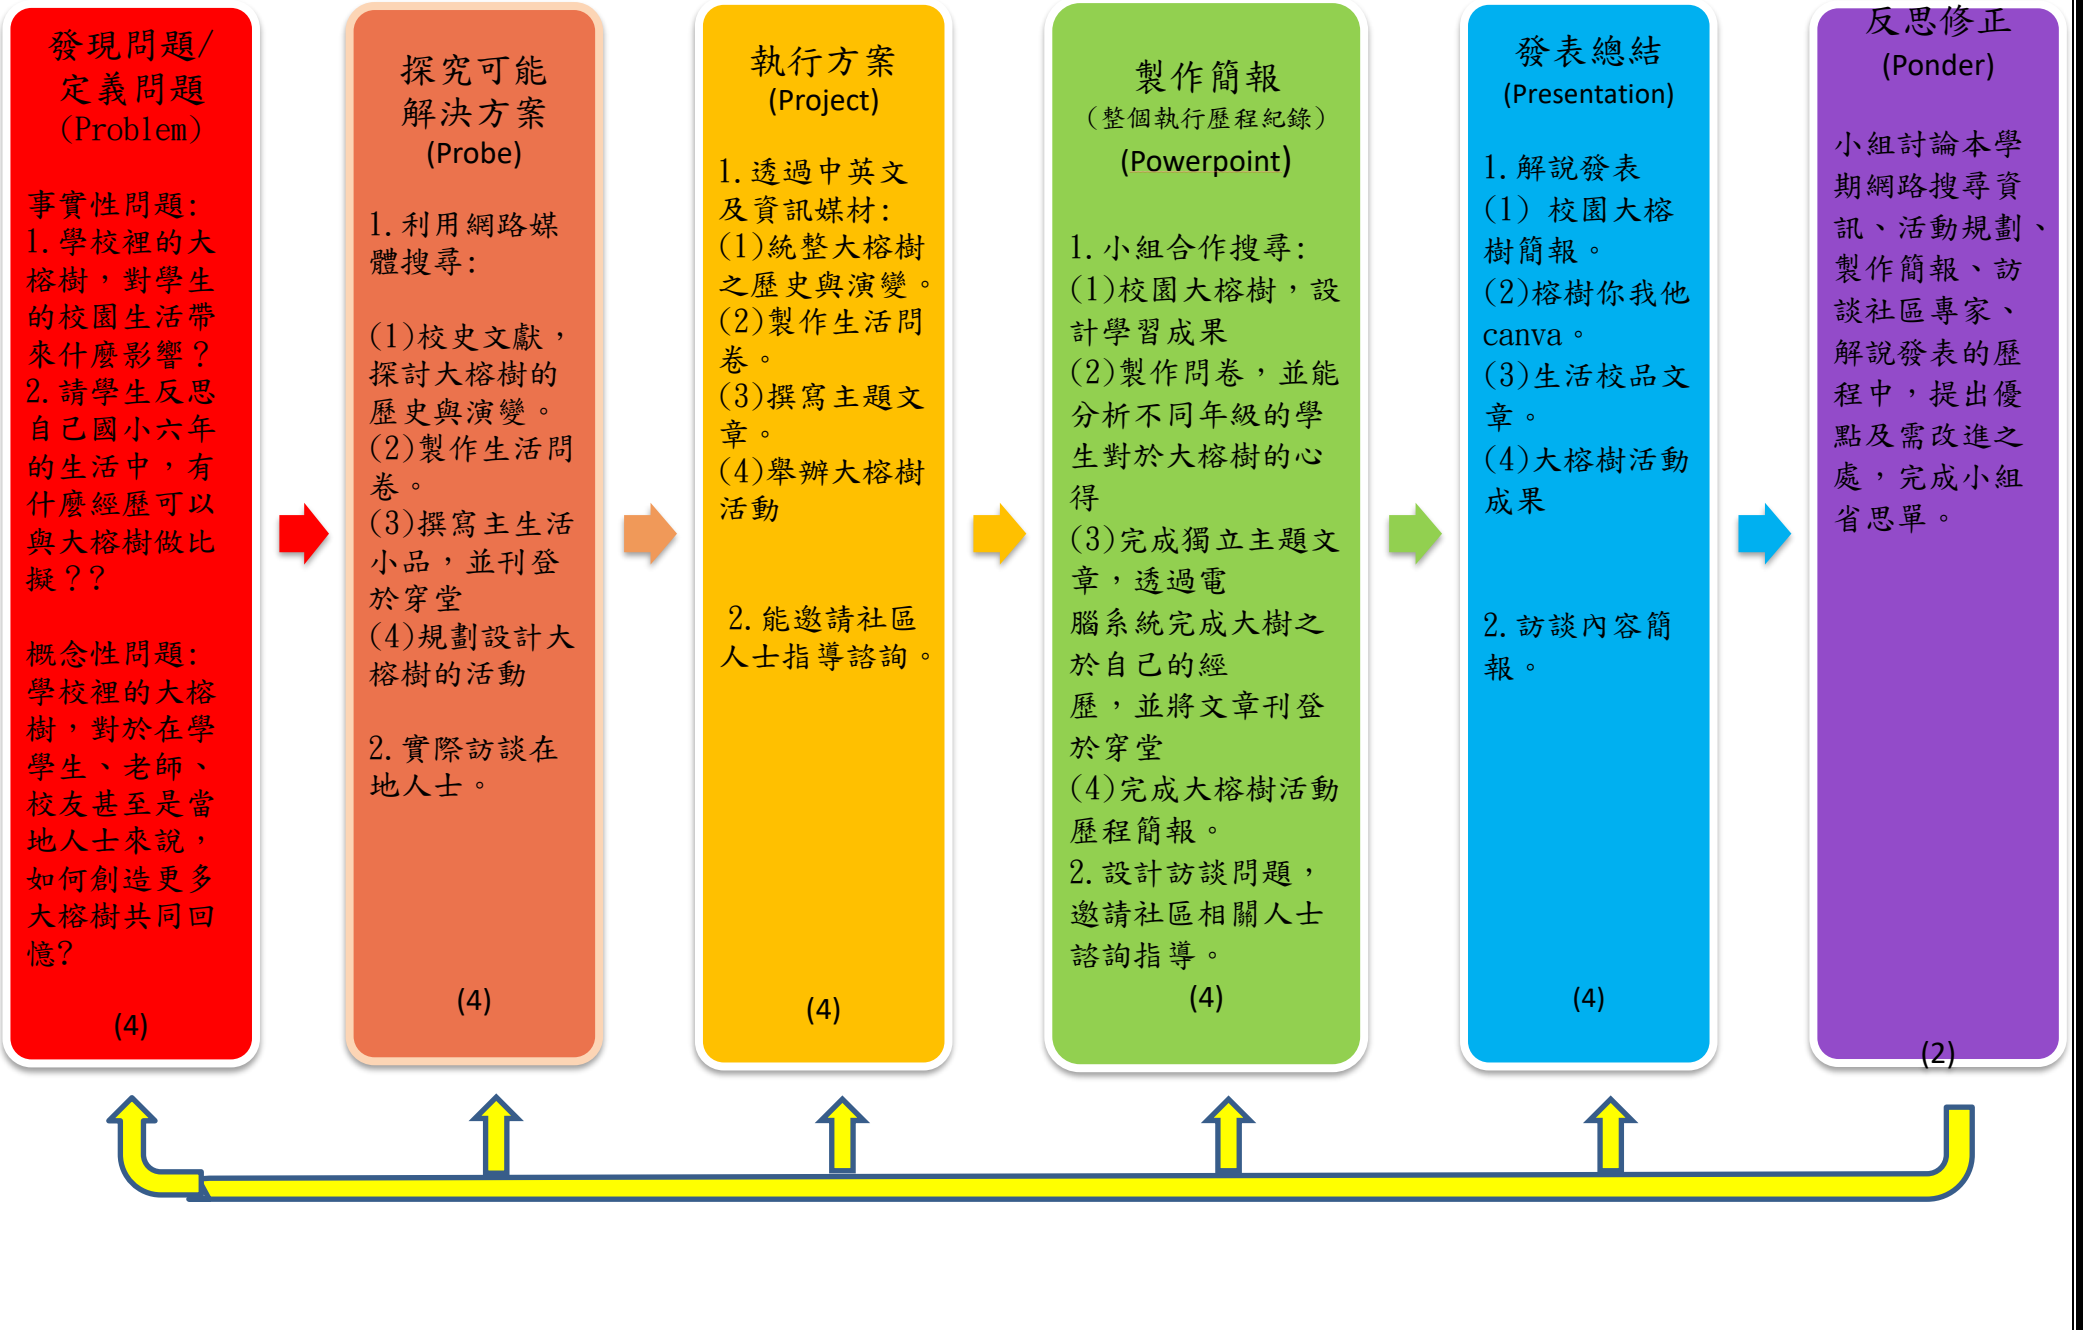 發現問題/
定義問題
(Problem)
事實性問題:
1.學校裡的大
榕樹，對學生
的校園生活帶
來什麼影響？
2.請學生反思
自己國小六年
的生活中，有
什麼經歷可以
與大榕樹做比
擬？?
概念性問題:
學校裡的大榕
樹，對於在學
學生、老師、
校友甚至是當
地人士來說，
如何創造更多
大榕樹共同回
憶?
(4)
探究可能
解決方案
(Probe)
1.利用網路媒
體搜尋:
(1)校史文獻，
探討大榕樹的
歷史與演變。
(2)製作生活問
卷。
(3)撰寫主生活
小品，並刊登
於穿堂
(4)規劃設計大
榕樹的活動
2.實際訪談在
地人士。
(4)
執行方案
(Project)
1.透過中英文
及資訊媒材:
(1)統整大榕樹
之歷史與演變。
(2)製作生活問
卷。
(3)撰寫主題文
章。
(4)舉辦大榕樹
活動
2.能邀請社區
人士指導諮詢。
(4)
製作簡報
（整個執行歷程紀錄）
(Powerpoint)
1.小組合作搜尋:
(1)校園大榕樹，設
計學習成果
(2)製作問卷，並能
分析不同年級的學
生對於大榕樹的心
得
(3)完成獨立主題文
章，透過電
腦系統完成大樹之
於自己的經
歷，並將文章刊登
於穿堂
(4)完成大榕樹活動
歷程簡報。
2.設計訪談問題，
邀請社區相關人士
諮詢指導。
(4)
發表總結
(Presentation)
1.解說發表
(1) 校園大榕
樹簡報。
(2)榕樹你我他
canva。
(3)生活校品文
章。
(4)大榕樹活動
成果
2.訪談內容簡
報。
(4)
反思修正
(Ponder)
小組討論本學
期網路搜尋資
訊、活動規劃、
製作簡報、訪
談社區專家、
解說發表的歷
程中，提出優
點及需改進之
處，完成小組
省思單。
(2)